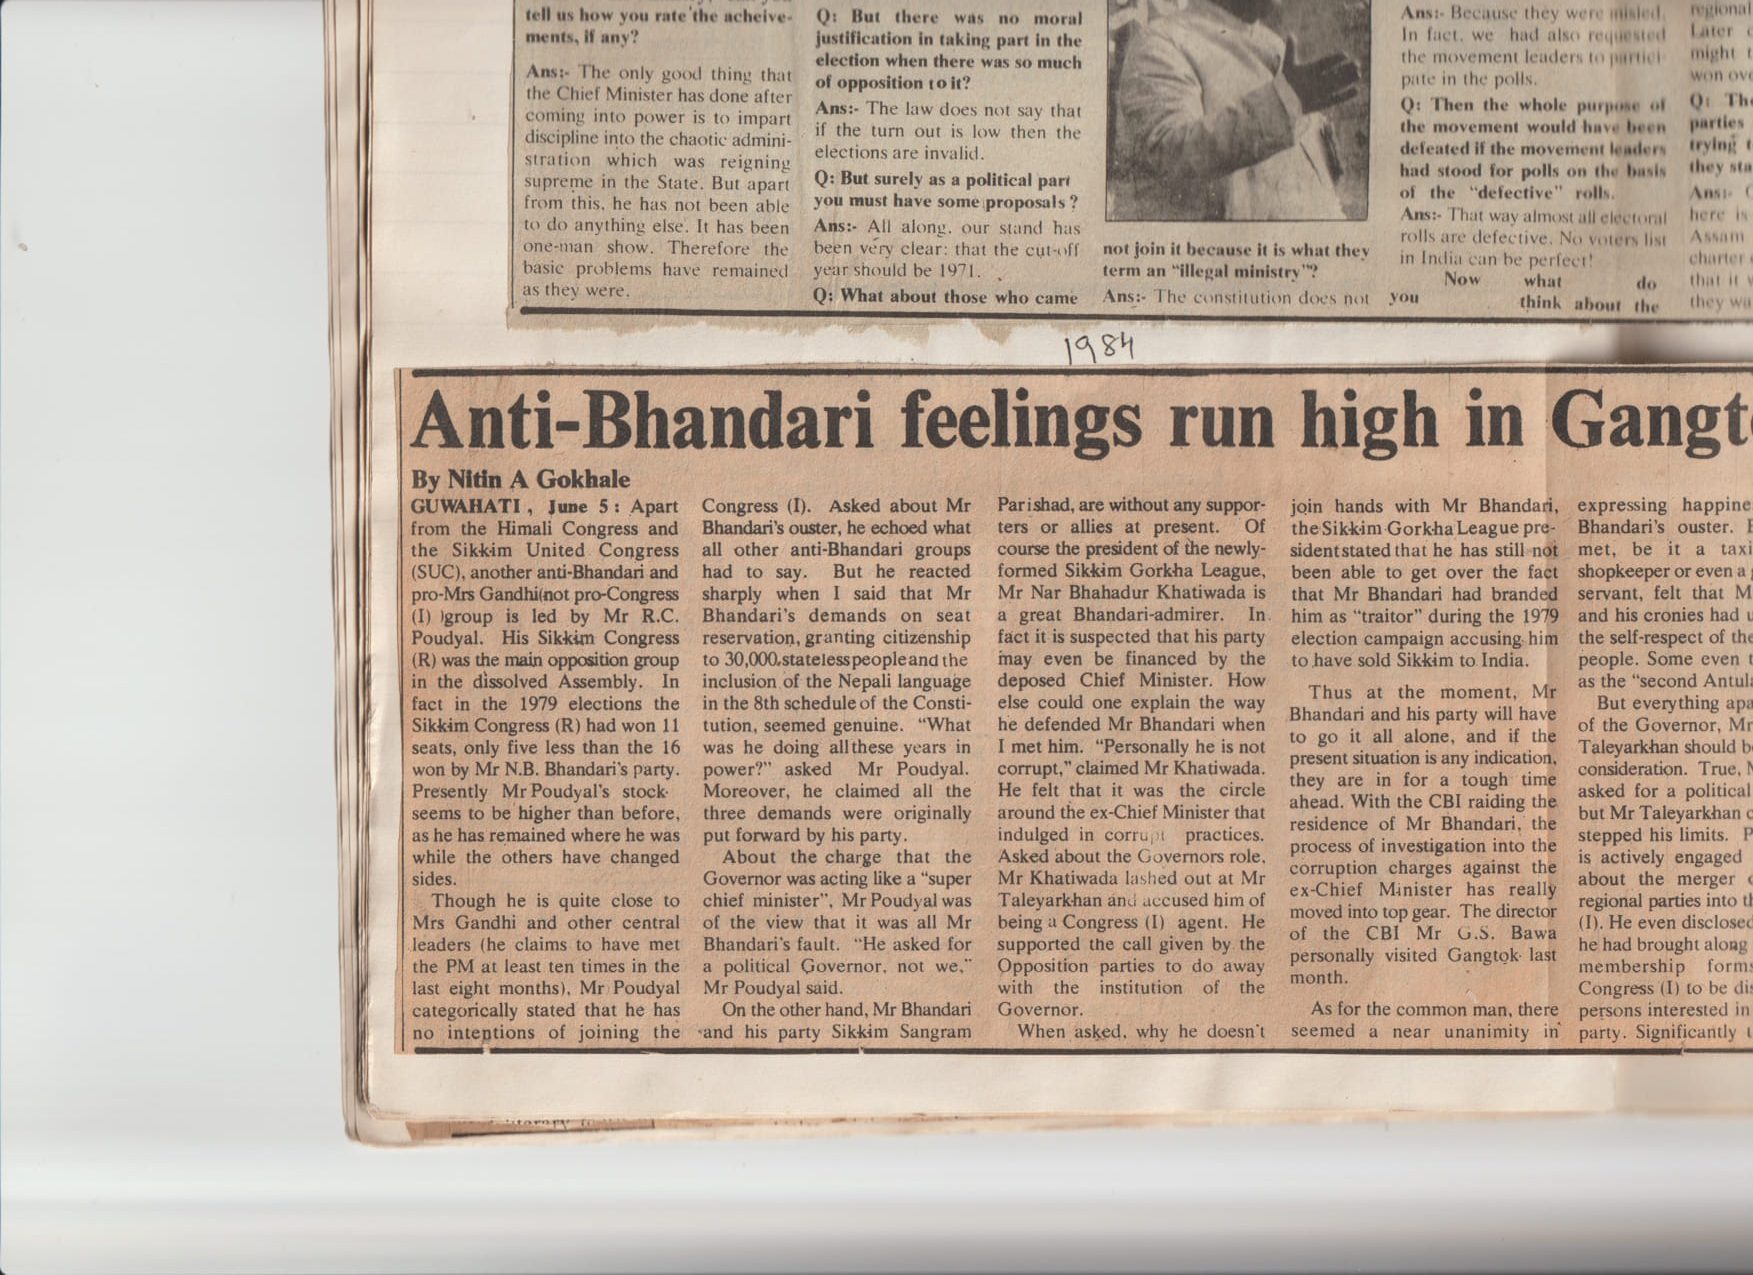 tell us how you rate the acheive-
ments, if any?
Ans:- The only good thing that
the Chief Minister has done after
coming into power is to impart
discipline into the chaotic admini-
stration which was reigning
supreme in the State. But apart
from this, he has not been able
to do anything else. It has been
one-man show. Therefore the
basic problems have remained
as they were.
Q: But there was no moral
justification in taking part in the
election when there was so much
of opposition to it?
Ans:- The law does not say that
if the turn out is low then the
elections are invalid.
Q: But surely as a political part
you must have some proposals?
Ans:- All along, our stand has
been very clear: that the cut-off
year should be 1971.
Q: What about those who came
not join it because it is what they
term an "illegal ministry"?
Ans:- The constitution does not
Ans:- Because they were misled.
In fact, we had also requested
the movement leaders to partici-
pate in the polls.
Q: Then the whole purpose of
the movement would have been
defeated if the movement leaders
had stood for polls on the basis
of the "defective" rolls.
Ans:- That way almost all electoral
rolls are defective. No voters list
in India can be perfect!
Now what do
you think about the
regional
Later
might
won ove
Q: The
parties
trying
they sta
Ans:-
here is
Assam
charter
that it
they wa
1984
Anti-Bhandari feelings run high in Gangt
By Nitin A Gokhale
GUWAHATI, June 5: Apart
from the Himali Congress and
the Sikkim United Congress
(SUC), another anti-Bhandari and
pro-Mrs Gandhi(not pro-Congress
(I) )group is led by Mr R.C.
Poudyal. His Sikkim Congress
(R) was the main opposition group
in the dissolved Assembly. In
fact in the 1979 elections the
Sikkim Congress (R) had won 11
seats, only five less than the 16
won by Mr N.B. Bhandari's party.
Presently Mr Poudyal's stock
seems to be higher than before,
as he has remained where he was
while the others have changed
sides.
Though he is quite close to
Mrs Gandhi and other central
leaders (he claims to have met
the PM at least ten times in the
last eight months), Mr Poudyal
categorically stated that he has
no intentions of joining the
Congress (I). Asked about Mr
Bhandari's ouster, he echoed what
all other anti-Bhandari groups
had to say. But he reacted
sharply when I said that Mr
Bhandari's demands on seat
reservation, granting citizenship
to 30,000.stateless people and the
inclusion of the Nepali language
in the 8th schedule of the Consti-
tution, seemed genuine. "What
was he doing all these years in
power?" asked Mr Poudyal.
Moreover, he claimed all the
three demands were originally
put forward by his party.
About the charge that the
Governor was acting like a "super
chief minister", Mr Poudyal was
of the view that it was all Mr
Bhandari's fault. "He asked for
a political Governor, not we,"
Mr Poudyal said.
On the other hand, Mr Bhandari
and his party Sikkim Sangram
Parishad, are without any suppor-
ters or allies at present. Of
course the president of the newly-
formed Sikkim Gorkha League,
Mr Nar Bhahadur Khatiwada is
a great Bhandari-admirer. In
fact it is suspected that his party
may even be financed by the
deposed Chief Minister. How
else could one explain the way
he defended Mr Bhandari when
I met him. "Personally he is not
corrupt," claimed Mr Khatiwada.
He felt that it was the circle
around the ex-Chief Minister that
indulged in corrupt practices.
Asked about the Governors role,
Mr Khatiwada lashed out at Mr
Taleyarkhan and accused him of
being a Congress (I) agent. He
supported the call given by the
Opposition parties to do away
with the institution of the
Governor.
When asked, why he doesn't
join hands with Mr Bhandari,
the Sikkim Gorkha League pre-
sident stated that he has still not
been able to get over the fact
that Mr Bhandari had branded
him as "traitor" during the 1979
election campaign accusing him
to have sold Sikkim to India.
Thus at the moment, Mr
Bhandari and his party will have
to go it all alone, and if the
present situation is any indication,
they are in for a tough time
ahead. With the CBI raiding the
residence of Mr Bhandari, the
process of investigation into the
corruption charges against the
ex-Chief Minister has really
moved into top gear. The director
of the CBI Mr G.S. Bawa
personally visited Gangtok last
month.
As for the common man, there
seemed a near unanimity in
expressing happine
Bhandari's ouster.
met, be it a taxi
shopkeeper or even a
servant, felt that M
and his cronies had
the self-respect of the
people. Some even
as the "second Antul
But everything apa
of the Governor, Mr
Taleyarkhan should b
consideration. True,
asked for a political
but Mr Taleyarkhan
stepped his limits.
is actively engaged
about the merger
regional parties into th
(I). He even disclosed
he had brought along
membership forms
Congress (I) to be dis
persons interested in
party. Significantly